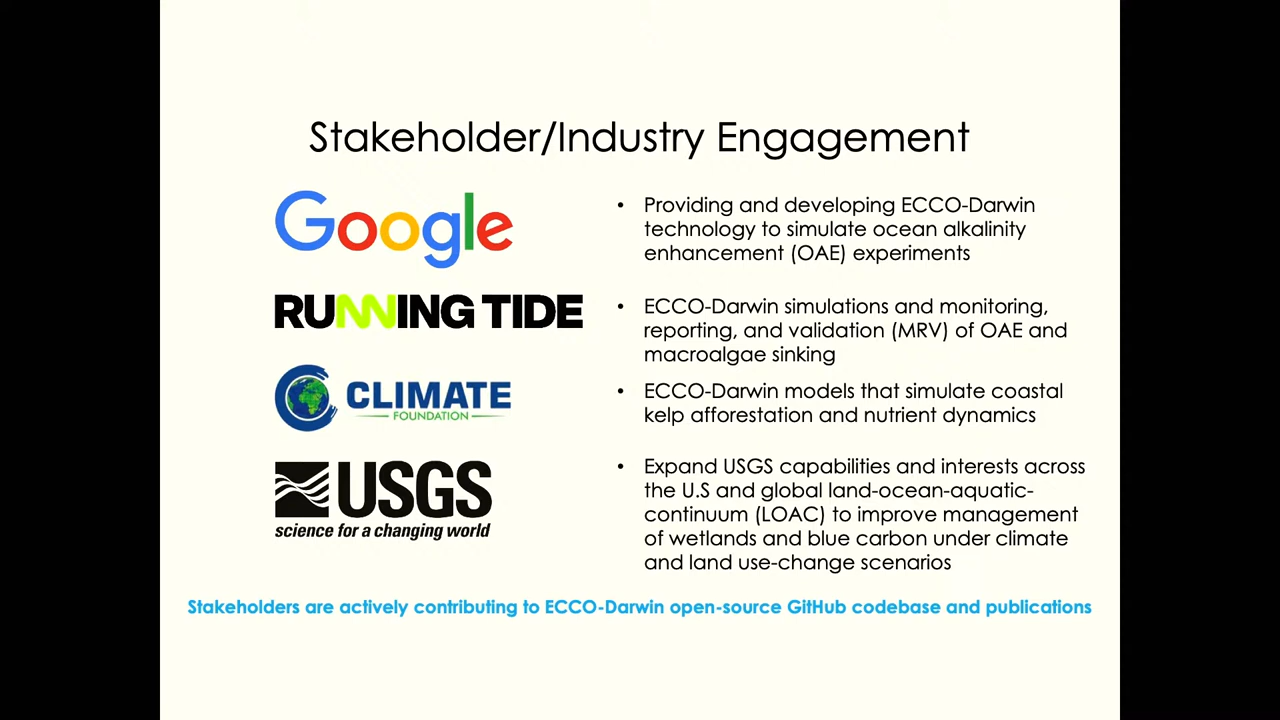 Stakeholder/Industry Engagement
Google
• Providing and developing ECCO-Darwin
technology to simulate ocean alkalinity
enhancement (OAE) experiments
RUNNING TIDE
• ECCO-Darwin simulations and monitoring,
reporting, and validation (MRV) of OAE and
macroalgae sinking
CLIMATE
FOUNDATION
• ECCO-Darwin models that simulate coastal
kelp afforestation and nutrient dynamics
USGS
science for a changing world
• Expand USGS capabilities and interests across
the U.S and global land-ocean-aquatic-
continuum (LOAC) to improve management
of wetlands and blue carbon under climate
and land use-change scenarios
Stakeholders are actively contributing to ECCO-Darwin open-source GitHub codebase and publications